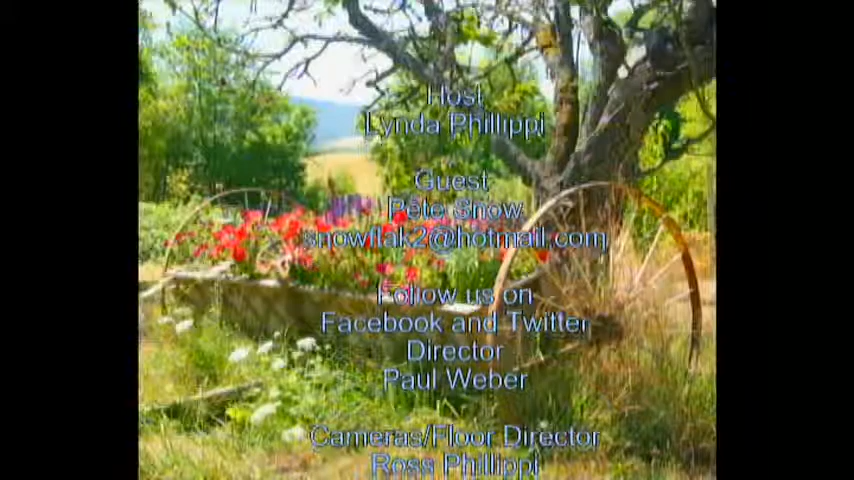 Host
Lynda Phillippi
Guest
Pete Snow
snowflak2@hotmail.com
Follow us on
Facebook and Twitter
Director
Paul Weber
Cameras/Floor Director
Ross Phillippi